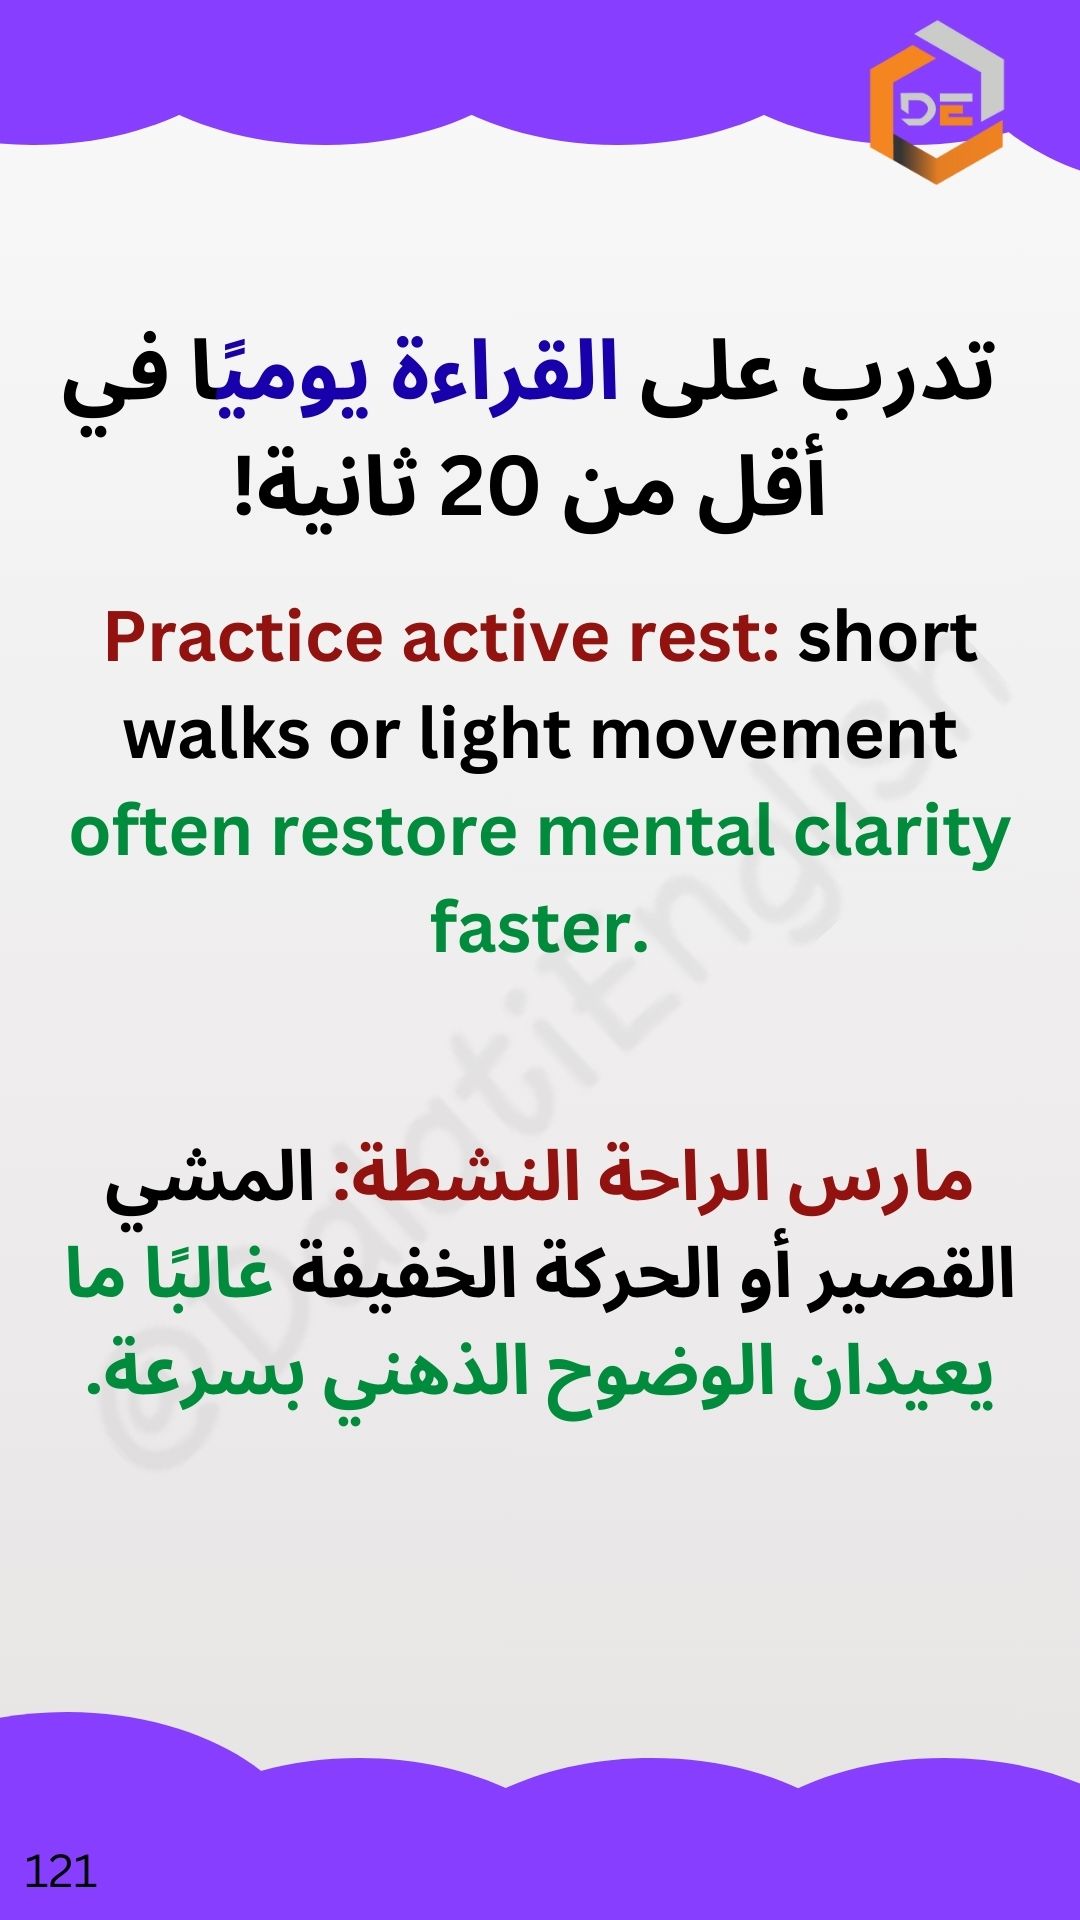 DE
تدرب على القراءة يوميًا في
أقل من 20 ثانية!
Practice active rest: short
walks or light movement
often restore mental clarity
faster.
مارس الراحة النشطة: المشي
القصير أو الحركة الخفيفة غالبًا ما
يعيدان الوضوح الذهني بسرعة.
@DalatiEnglish
121